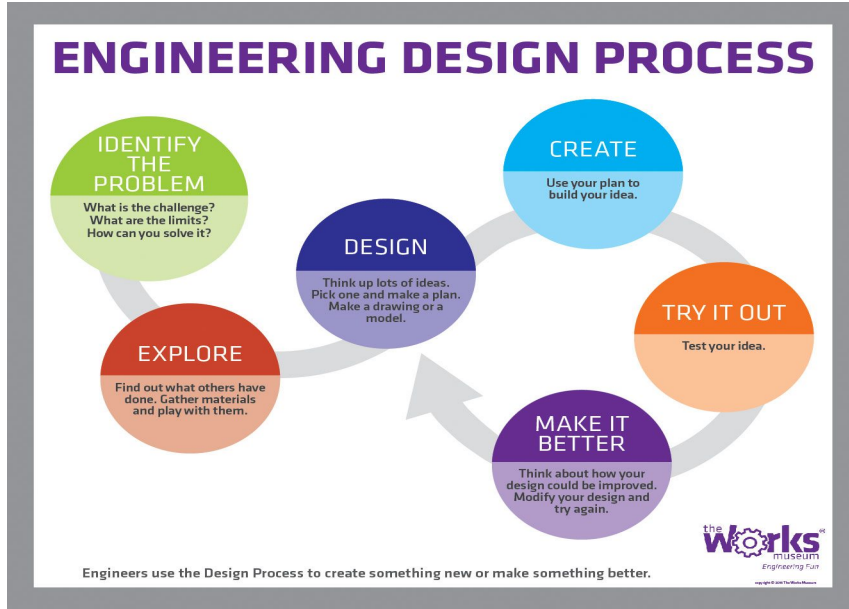 ENGINEERING DESIGN PROCESS
IDENTIFY
THE
PROBLEM
What is the challenge?
What are the limits?
How can you solve it?
EXPLORE
Find out what others have
done. Gather materials
and play with them.
DESIGN
Think up lots of ideas.
Pick one and make a plan.
Make a drawing or a
model.
CREATE
Use your plan to
build your idea.
TRY IT OUT
Test your idea.
MAKE IT
BETTER
Think about how your
design could be improved.
Modify your design and
try again.
the
Works®
museum
Engineering Fun
copyright © The Works Museum
Engineers use the Design Process to create something new or make something better.